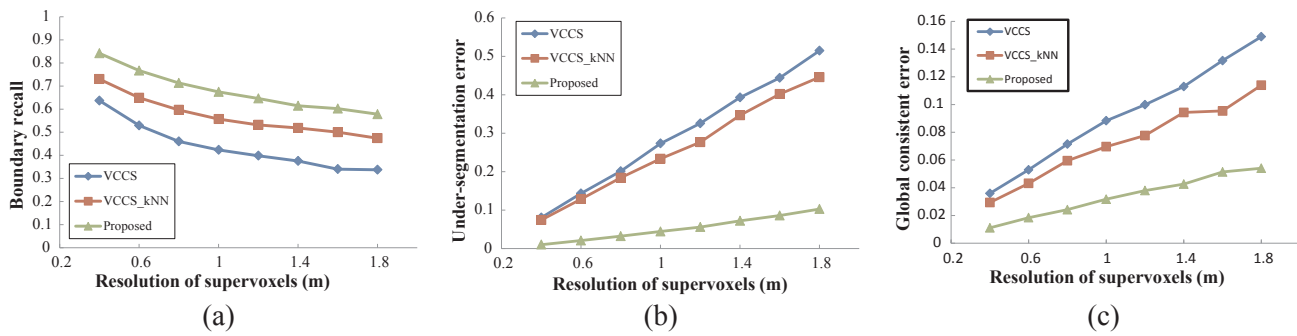 1
0.9
0.8
0.7
0.6
0.5
0.4
0.3
0.2
0.1
0
Boundary recall
VCCS
VCCS_kNN
Proposed
0.2 0.6 1 1.4 1.8
Resolution of supervoxels (m)
(a)
0.6
0.5
0.4
0.3
0.2
0.1
0
Under-segmentation error
VCCS
VCCS_kNN
Proposed
0.2 0.6 1 1.4 1.8
Resolution of supervoxels (m)
(b)
0.16
0.14
0.12
0.1
0.08
0.06
0.04
0.02
0
Global consistent error
VCCS
VCCS_kNN
Proposed
0.2 0.6 1 1.4 1.8
Resolution of supervoxels (m)
(c)